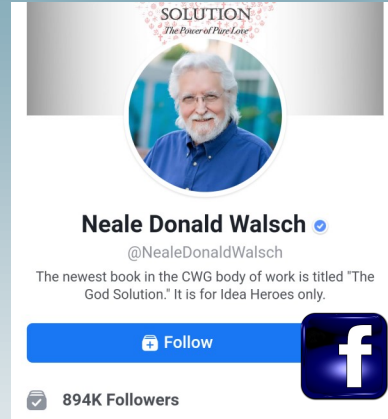 SOLUTION
The Power of Pure Love
Neale Donald Walsch
@NealeDonaldWalsch
The newest book in the CWG body of work is titled "The
God Solution." It is for Idea Heroes only.
Follow
f
894K Followers